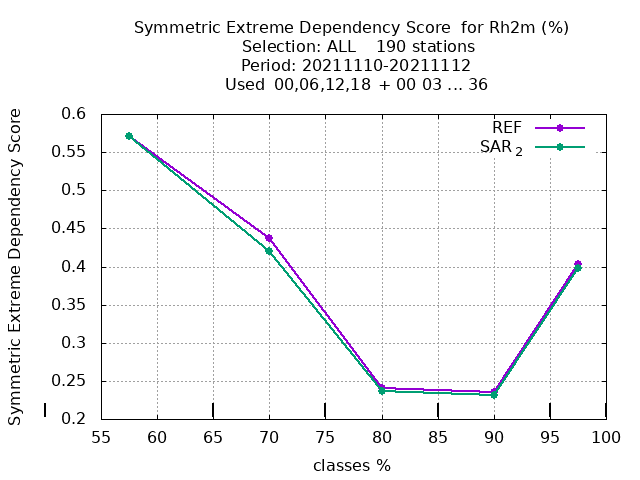 Symmetric Extreme Dependency Score  for Rh2m (%)
Selection: ALL    190 stations
Period: 20211110-20211112
Used  00,06,12,18  + 00 03 ... 36
Symmetric Extreme Dependency Score
0.6
0.55
0.5
0.45
0.4
0.35
0.3
0.25
0.2
REF
SAR 2
55 60 65 70 75 80 85 90 95 100
classes %